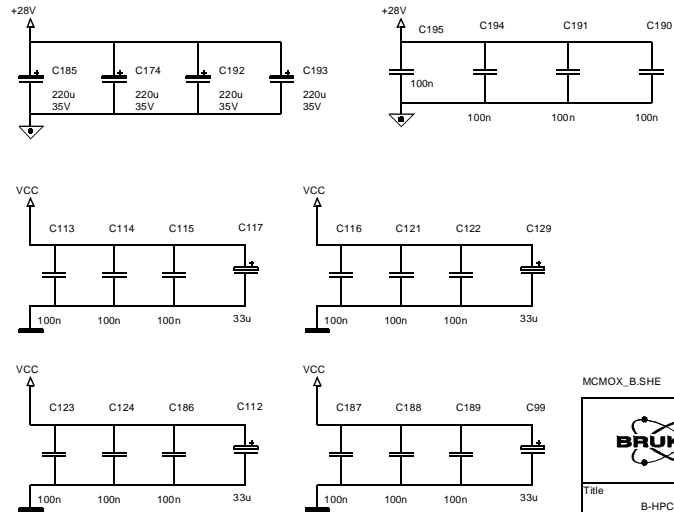 +28V
C185
C174
C192
C193
220u
35V
220u
35V
220u
35V
220u
35V
+28V
C195
C194
C191
C190
100n
100n
100n
100n
VCC
C113
C114
C115
C117
100n
100n
100n
33u
VCC
C116
C121
C122
C129
100n
100n
100n
33u
VCC
C123
C124
C186
C112
100n
100n
100n
33u
VCC
C187
C188
C189
C99
100n
100n
100n
33u
MCMOX_B.SHE
BRUK
Title
B-HPC